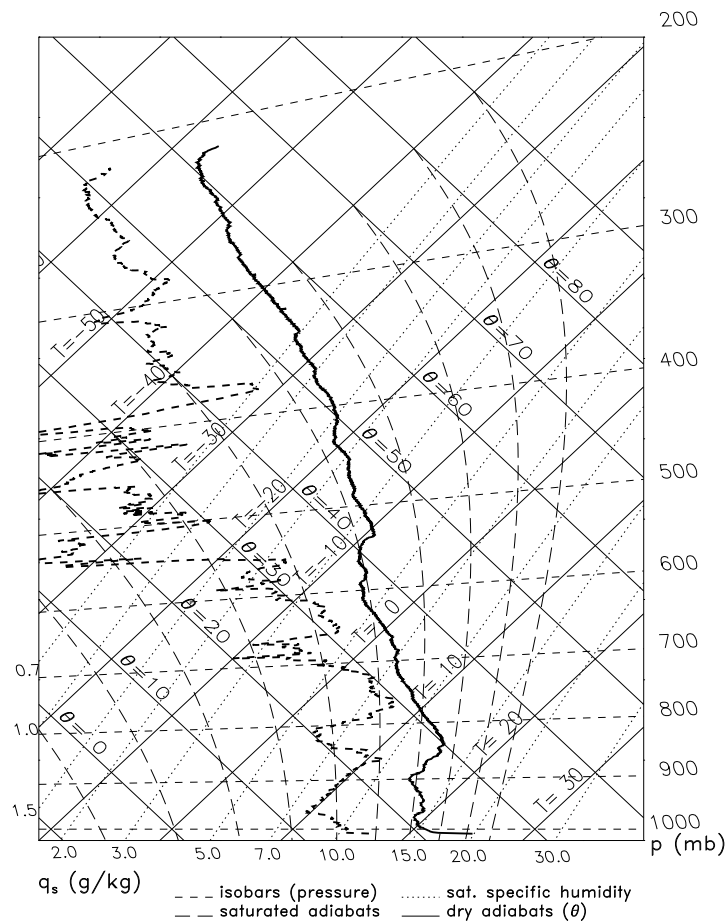 200
300
θ=80
T=-50
θ=70
400
T=-40
θ=60
T=-30
θ=50
500
T=-20
θ=40
T=-10
θ=30
600
θ=20
T= 0
700
0.7
θ=10
T= 10
800
1.0
θ= 0
T= 20
900
1.5
T= 30
1000
2.0 3.0 5.0 7.0 10.0 15.0 20.0 30.0 p (mb)
qs (g/kg)
isobars (pressure) sat. specific humidity
saturated adiabats dry adiabats (θ)